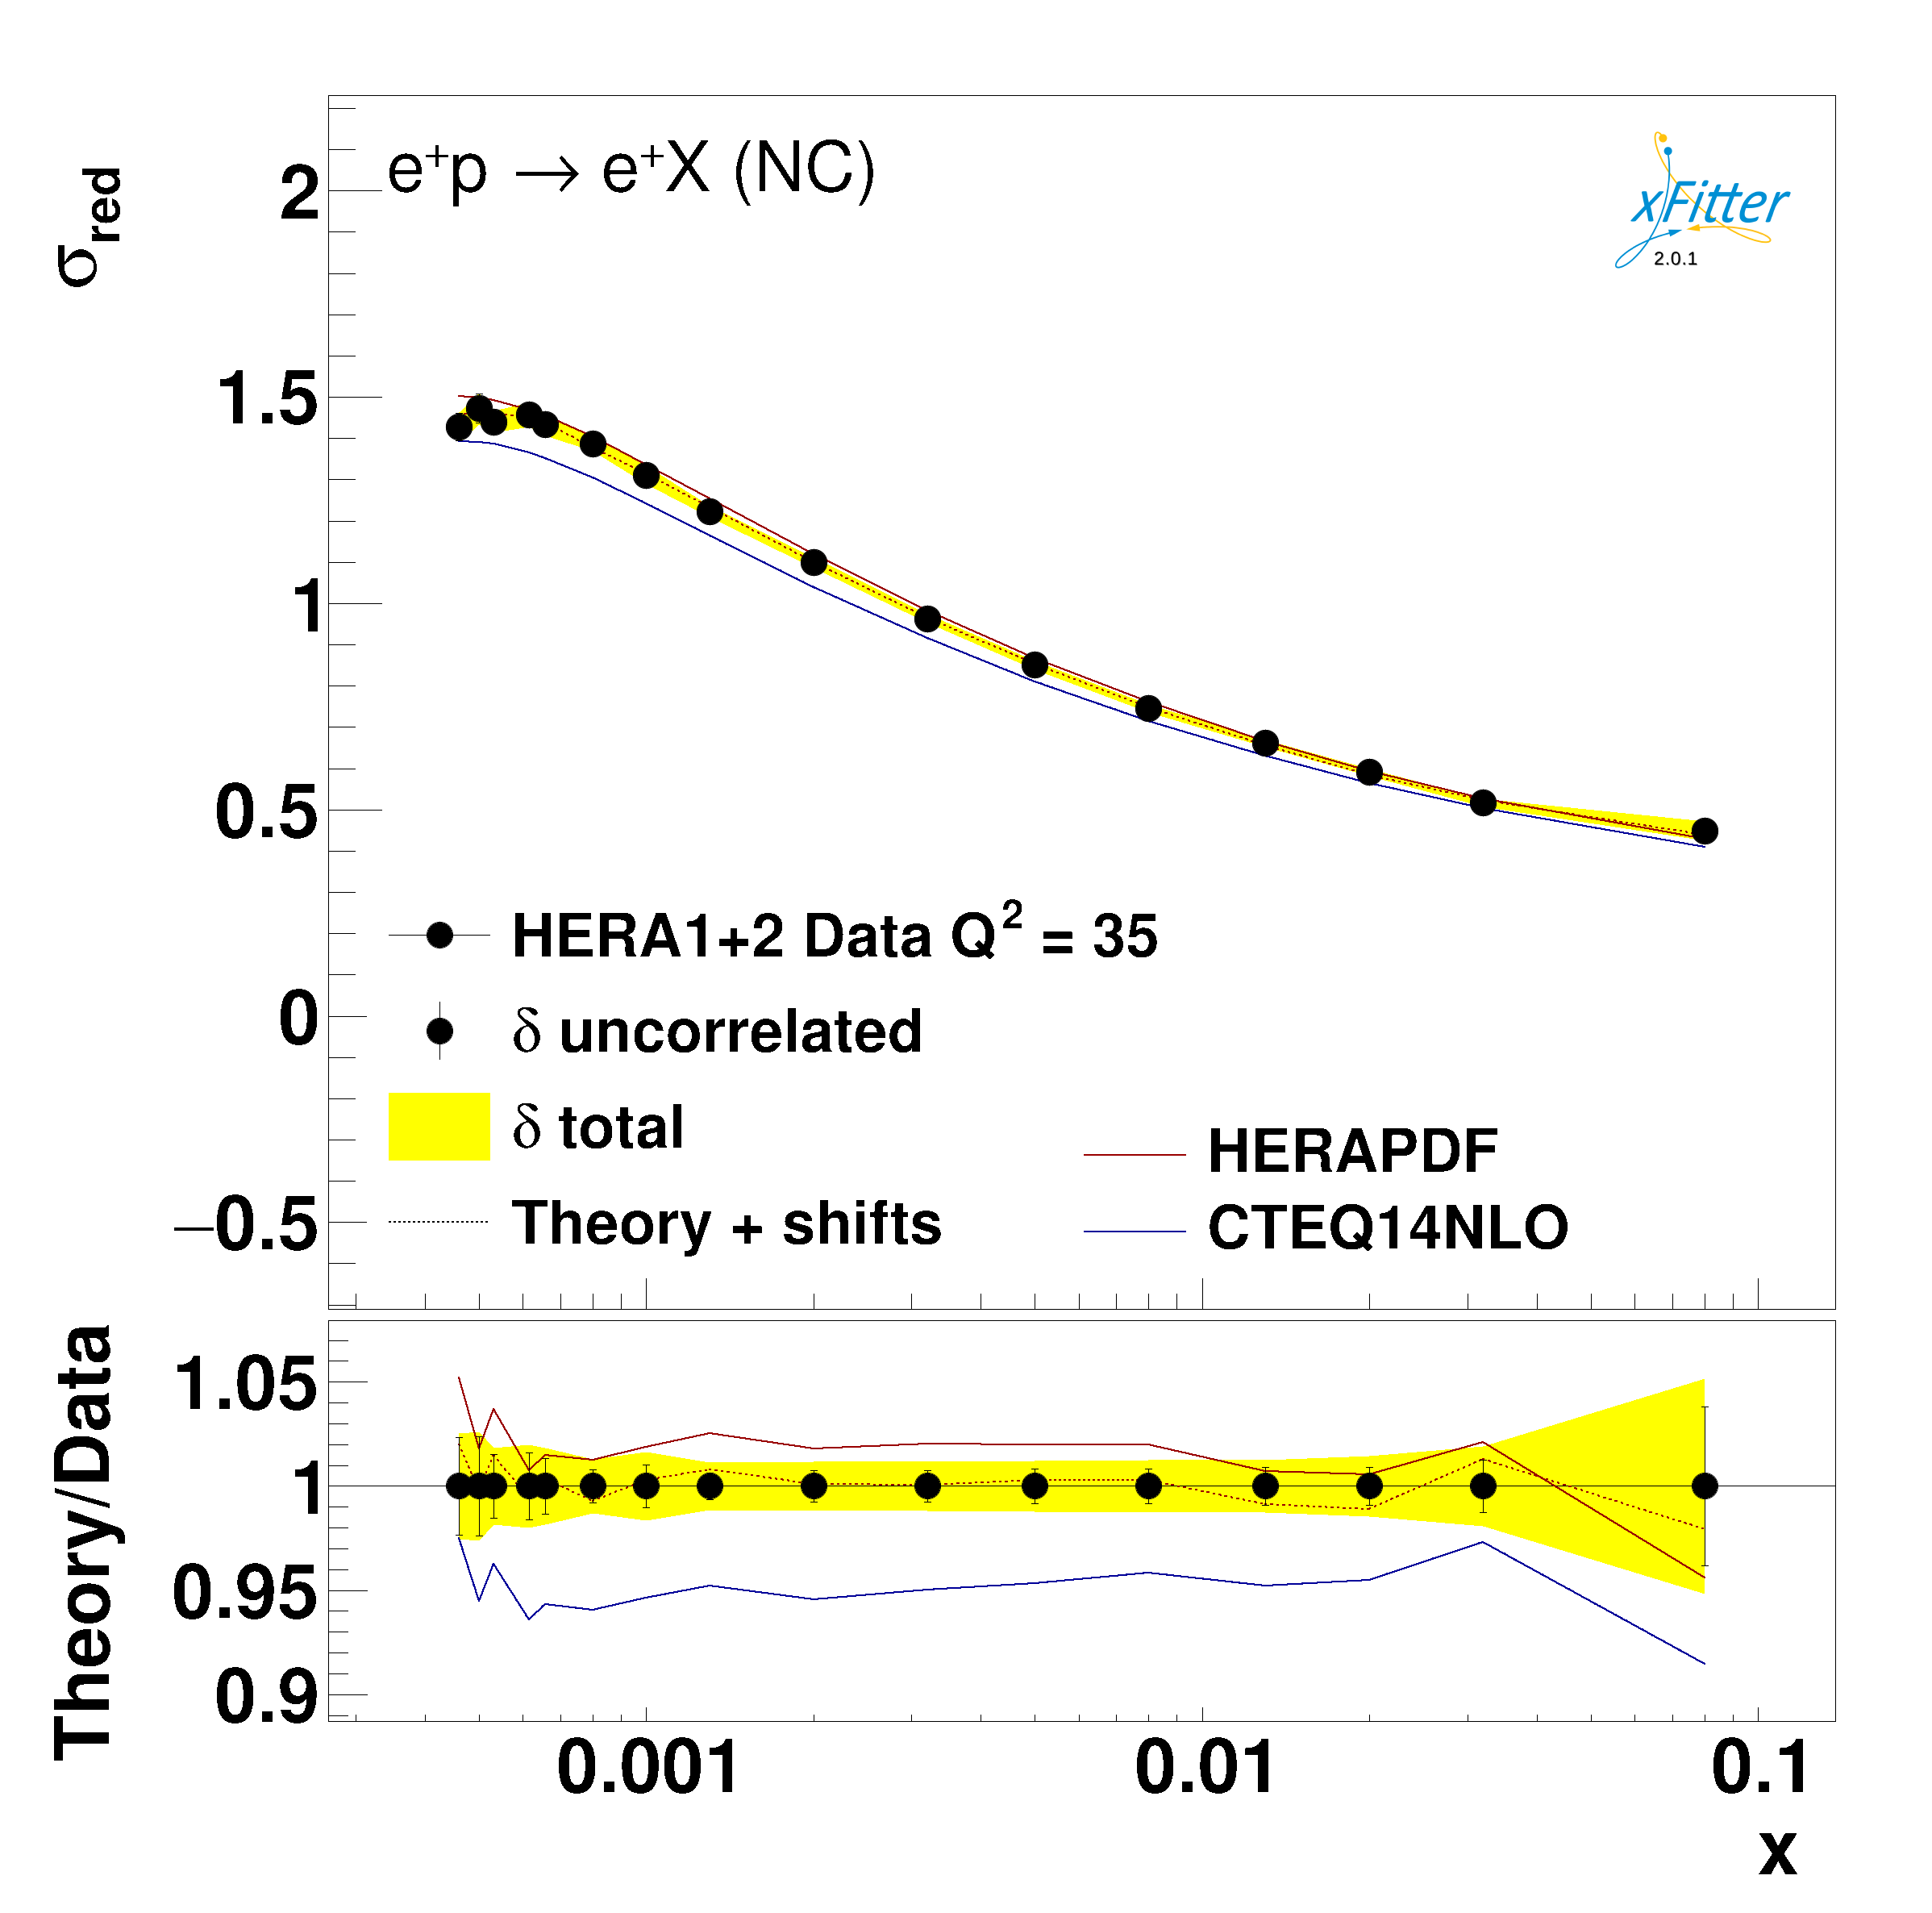 σred
2
1.5
1
0.5
0
−0.5
e+p → e+X (NC)
xFitter
2.0.1
HERA1+2 Data Q2 = 35
δ uncorrelated
δ total
Theory + shifts
HERAPDF
CTEQ14NLO
Theory/Data
1.05
1
0.95
0.9
0.001 0.01 0.1
x